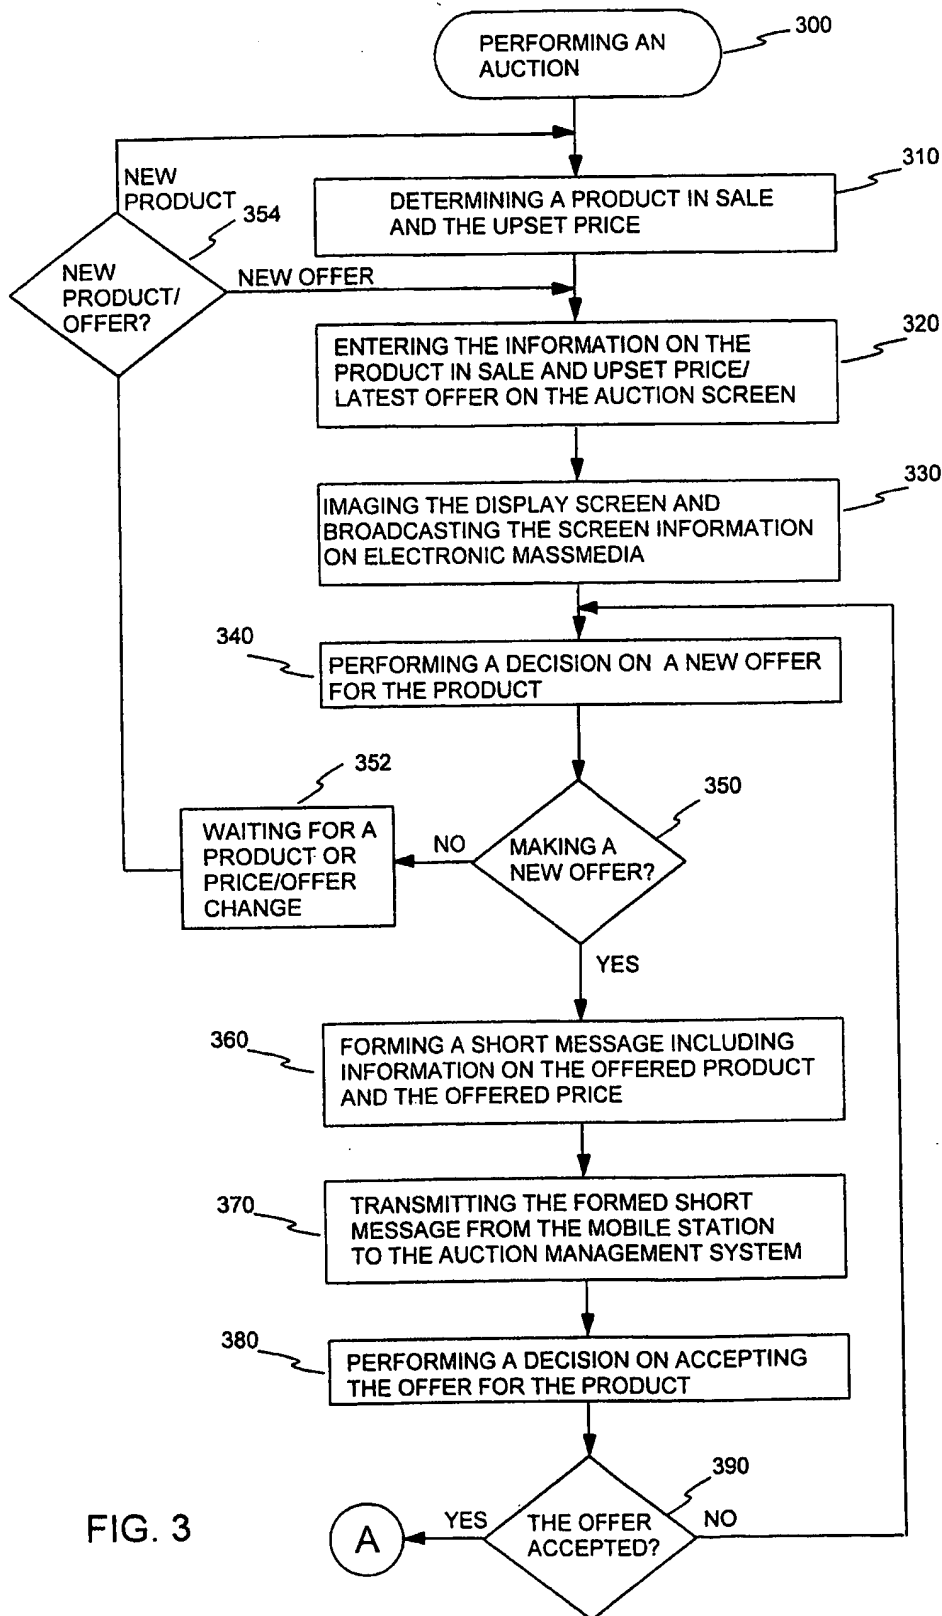 PERFORMING AN
AUCTION
300
NEW
PRODUCT
354
310
DETERMINING A PRODUCT IN SALE
AND THE UPSET PRICE
NEW
PRODUCT/
OFFER?
NEW OFFER
320
ENTERING THE INFORMATION ON THE
PRODUCT IN SALE AND UPSET PRICE/
LATEST OFFER ON THE AUCTION SCREEN
330
IMAGING THE DISPLAY SCREEN AND
BROADCASTING THE SCREEN INFORMATION
ON ELECTRONIC MASSMEDIA
340
PERFORMING A DECISION ON A NEW OFFER
FOR THE PRODUCT
352
350
WAITING FOR A
PRODUCT OR
PRICE/OFFER
CHANGE
NO
MAKING A
NEW OFFER?
YES
360
FORMING A SHORT MESSAGE INCLUDING
INFORMATION ON THE OFFERED PRODUCT
AND THE OFFERED PRICE
370
TRANSMITTING THE FORMED SHORT
MESSAGE FROM THE MOBILE STATION
TO THE AUCTION MANAGEMENT SYSTEM
380
PERFORMING A DECISION ON ACCEPTING
THE OFFER FOR THE PRODUCT
390
FIG. 3
A
YES
THE OFFER
ACCEPTED?
NO